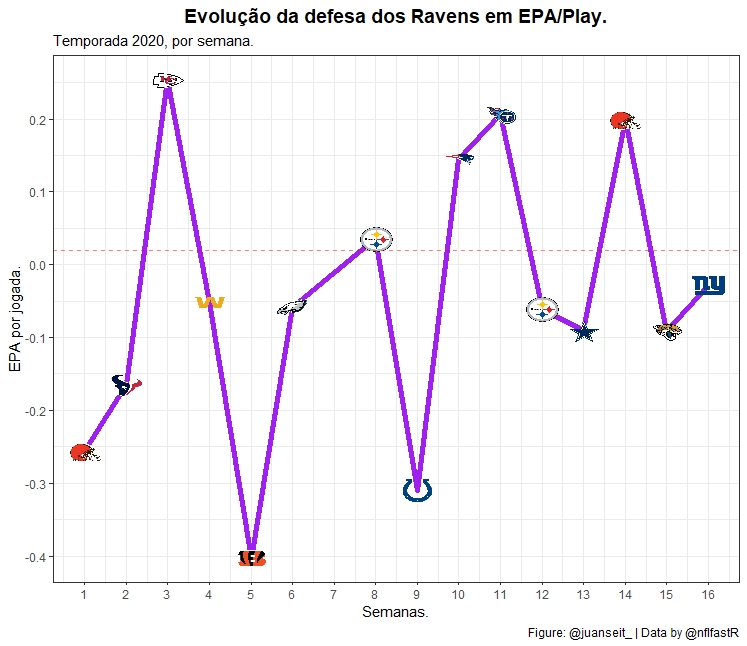 Evolução da defesa dos Ravens em EPA/Play.
Temporada 2020, por semana.
EPA por jogada.
0.2
0.1
0.0
-0.1
-0.2
-0.3
-0.4
ny
1 2 3 4 5 6 7 8 9 10 11 12 13 14 15 16
Semanas.
Figure: @juanseit_ | Data by @nflfastR